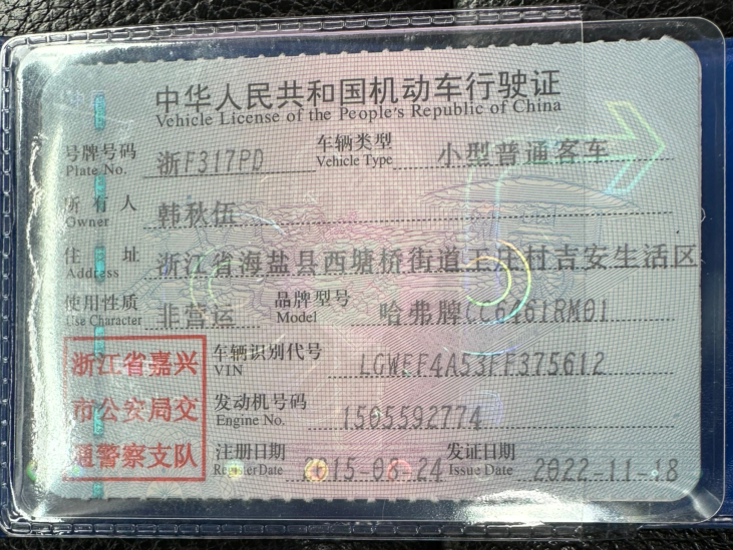 中华人民共和国机动车行驶证
Vehicle License of the People's Republic of China
号牌号码 浙F317PD 车辆类型 小型普通客车
Plate No. Vehicle Type
所有人 韩秋伍
Owner
住址 浙江省海盐县西塘桥街道王庄村吉安生活区
Address
使用性质 非营运 品牌型号 哈弗牌CC6461RM01
Use Character Model
浙江省嘉兴
市公安局交
通警察支队
车辆识别代号 LGWEF4A53FF375612
VIN
发动机号码 1505592774
Engine No.
注册日期 2015-08-24 发证日期 2022-11-18
Register Date Issue Date